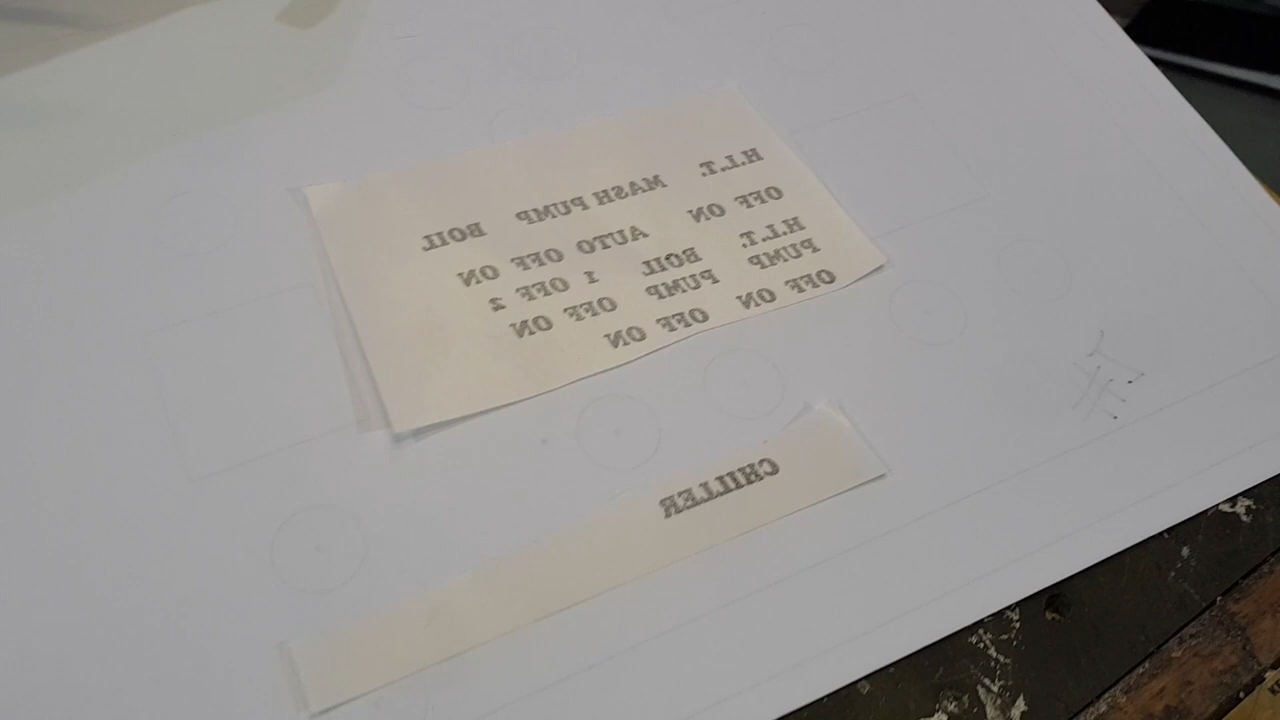 H.L.T. MASH PUMP BOIL
OFF ON AUTO OFF ON
H.L.T. BOIL 1 OFF 2
PUMP PUMP OFF ON
OFF ON OFF ON
CHILLER